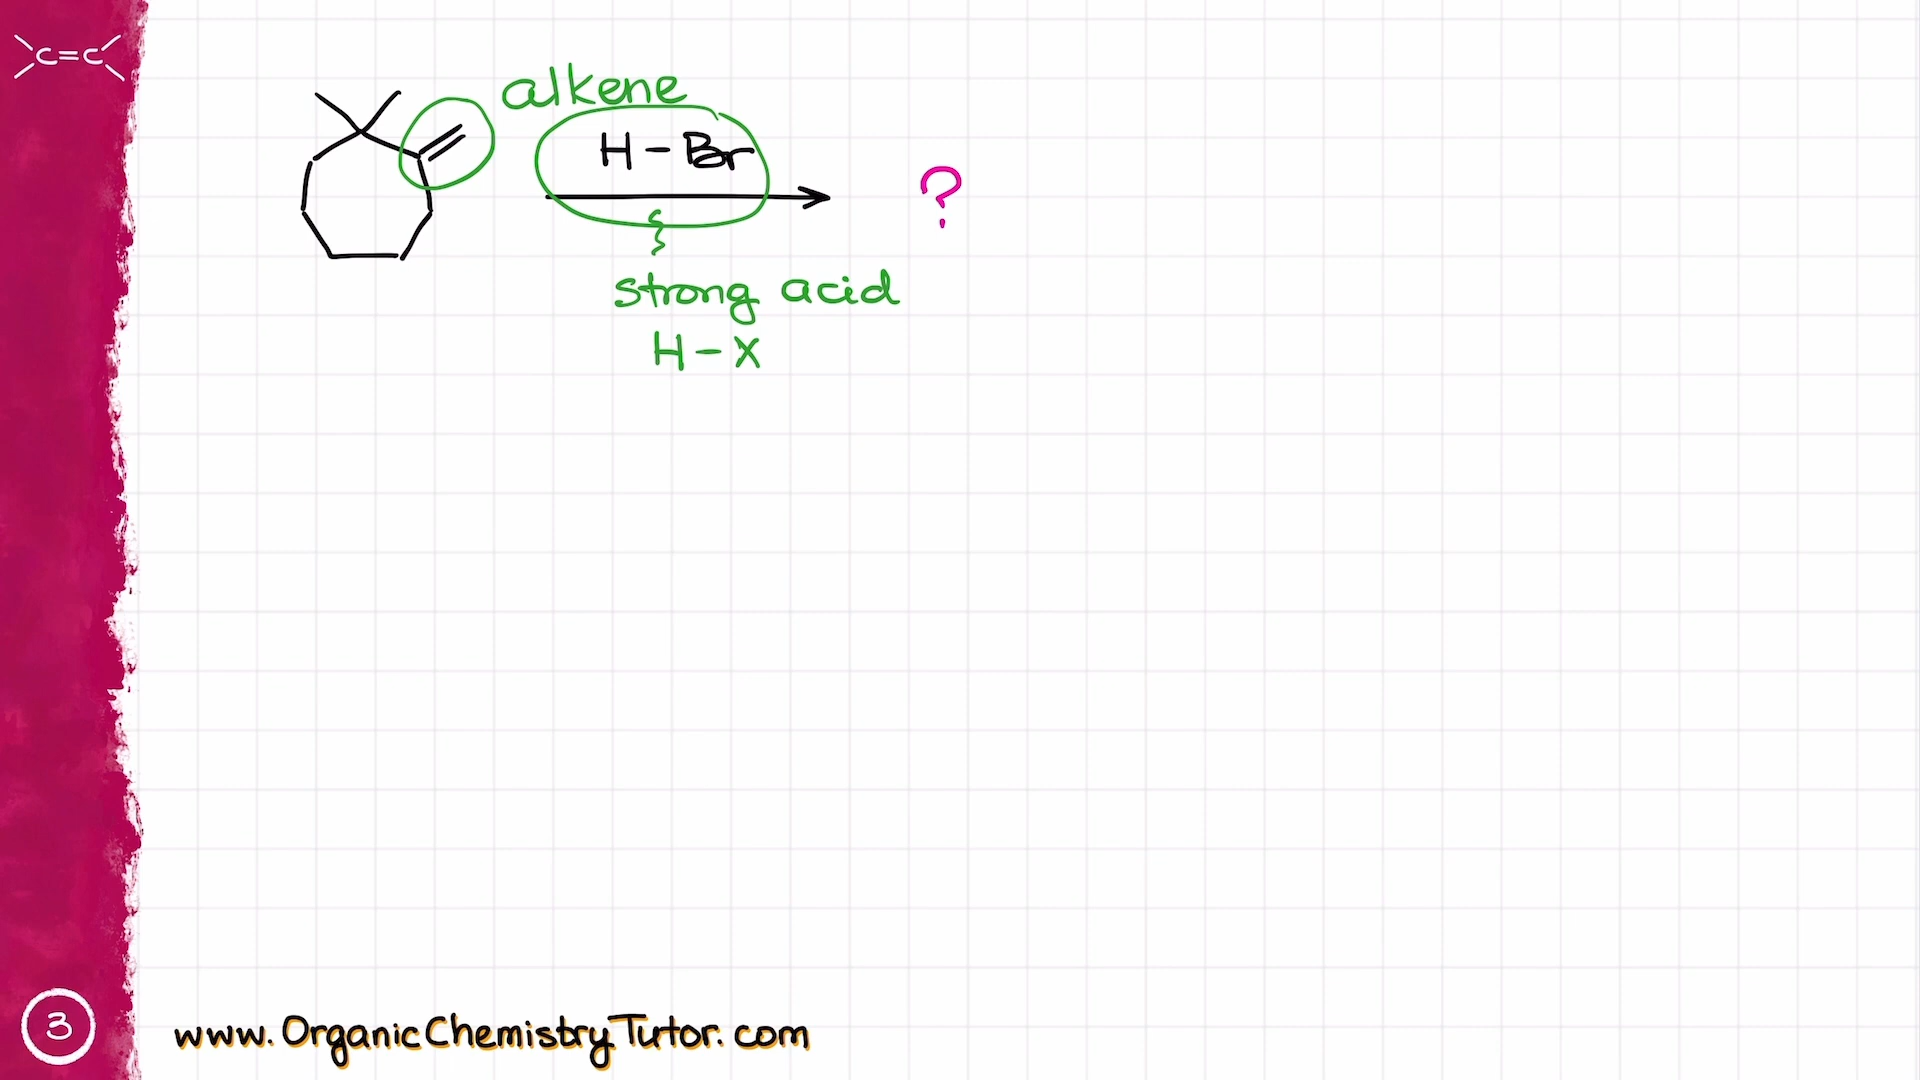 C=C
alkene
H-Br
?
strong acid
H-X
3
www.OrganicChemistryTutor.com